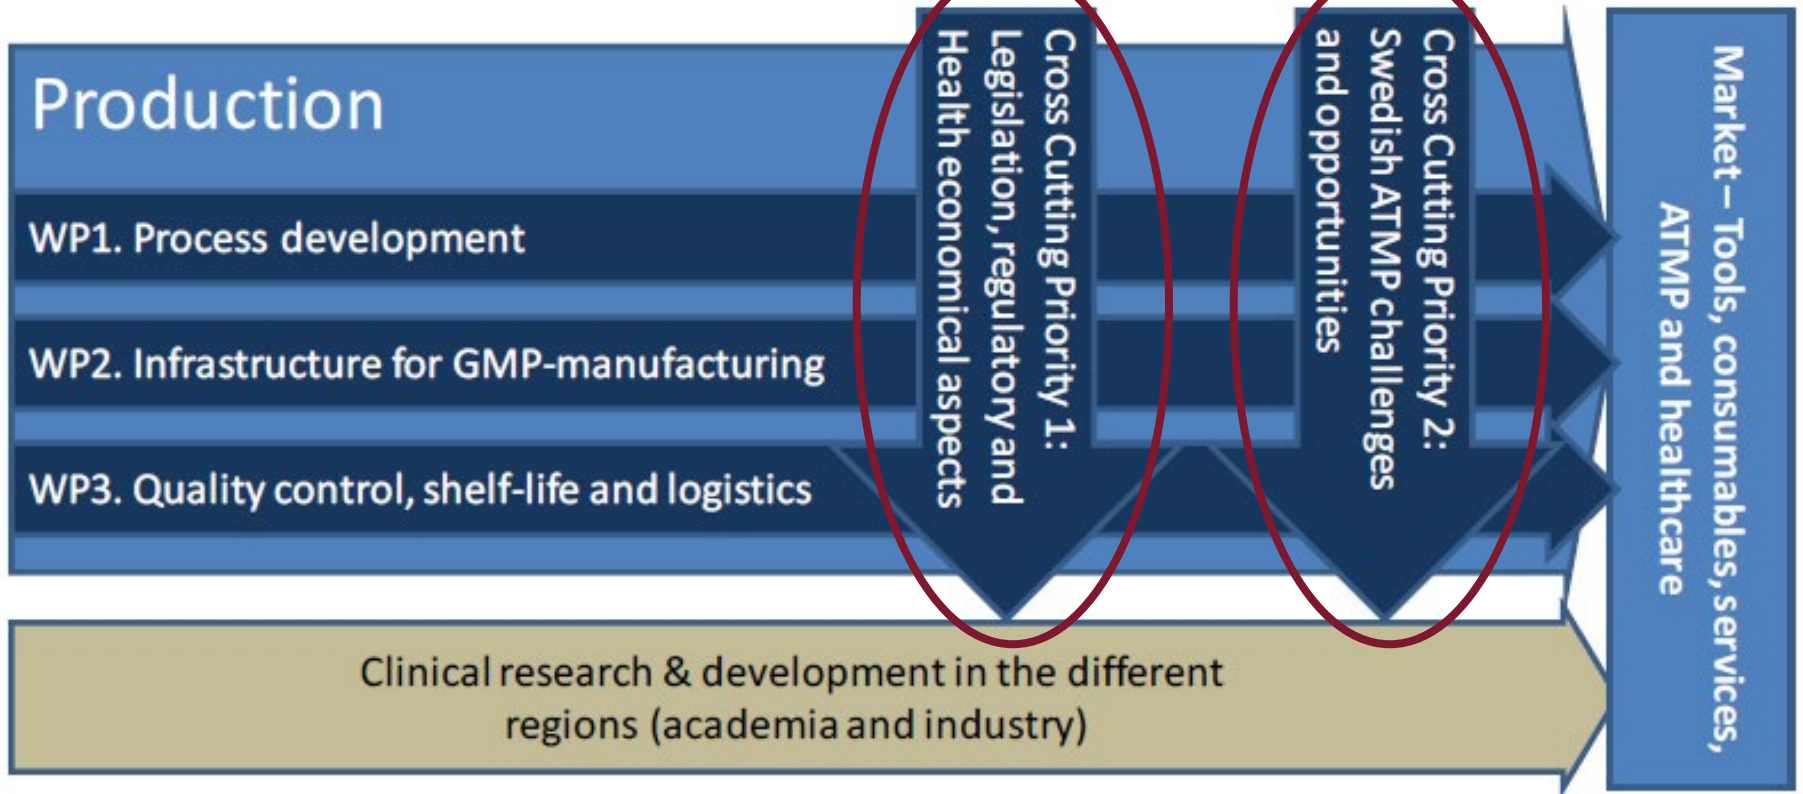 Production
WP1. Process development
WP2. Infrastructure for GMP-manufacturing
WP3. Quality control, shelf-life and logistics
Cross Cutting Priority 1:
Legislation, regulatory and
Health economical aspects
Cross Cutting Priority 2:
Swedish ATMP challenges
and opportunities
Clinical research & development in the different
regions (academia and industry)
Market– Tools, consumables, services,
ATMP and healthcare